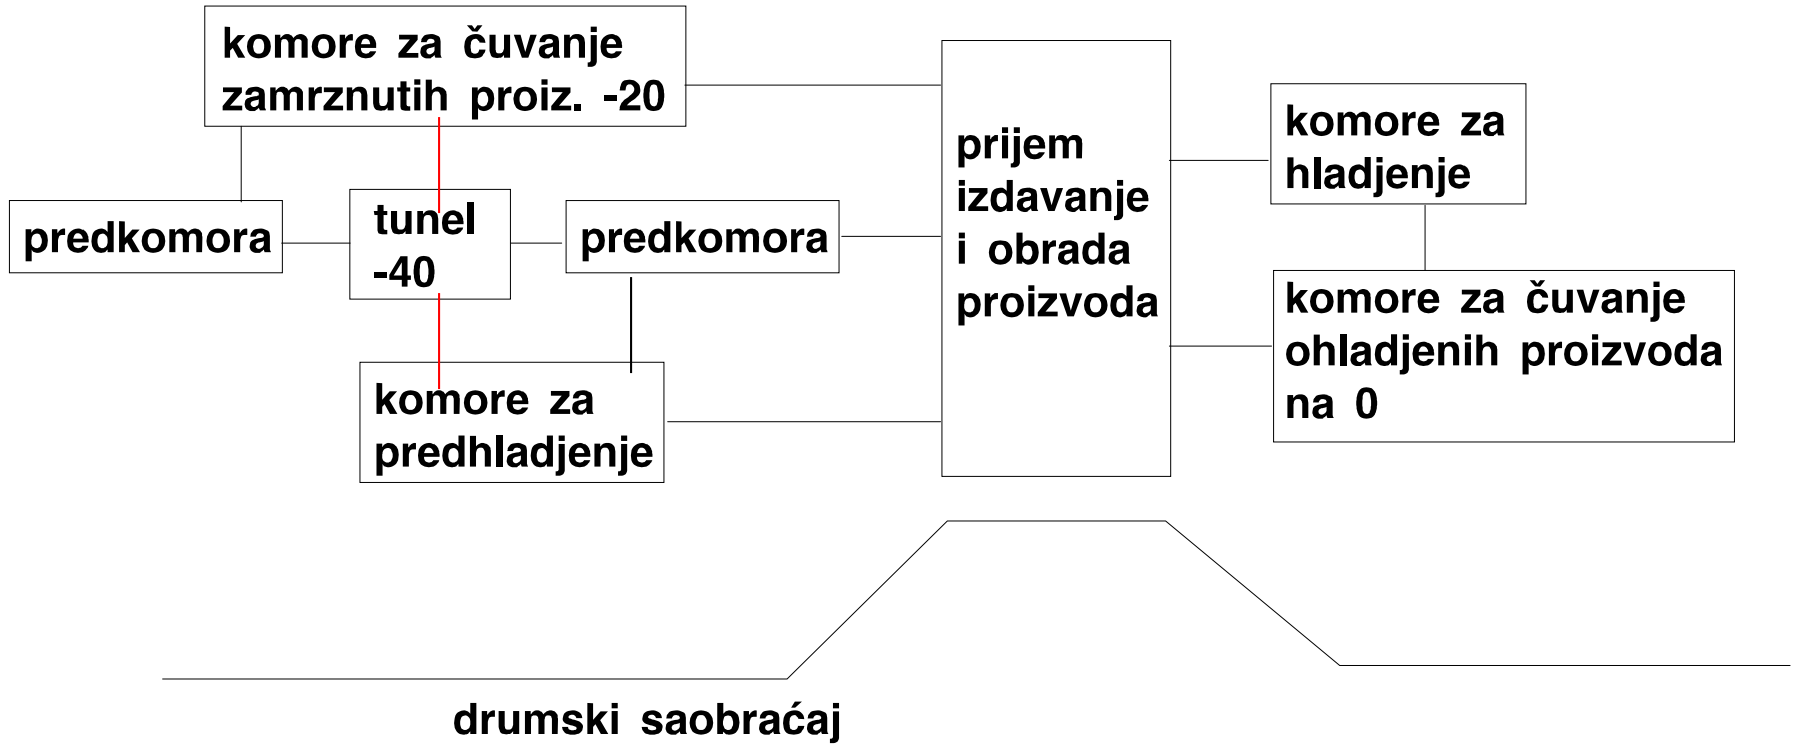 komore za čuvanje
zamrznutih proiz. -20
predkomora
tunel
-40
predkomora
komore za
predhladjenje
prijem
izdavanje
i obrada
proizvoda
komore za
hladjenje
komore za čuvanje
ohladjenih proizvoda
na 0
drumski saobraćaj